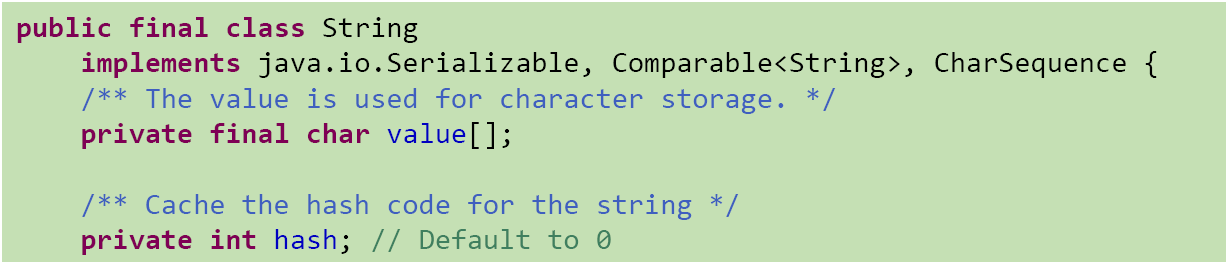 public final class String
implements java.io.Serializable, Comparable<String>, CharSequence {
/** The value is used for character storage. */
private final char value[];
/** Cache the hash code for the string */
private int hash; // Default to 0